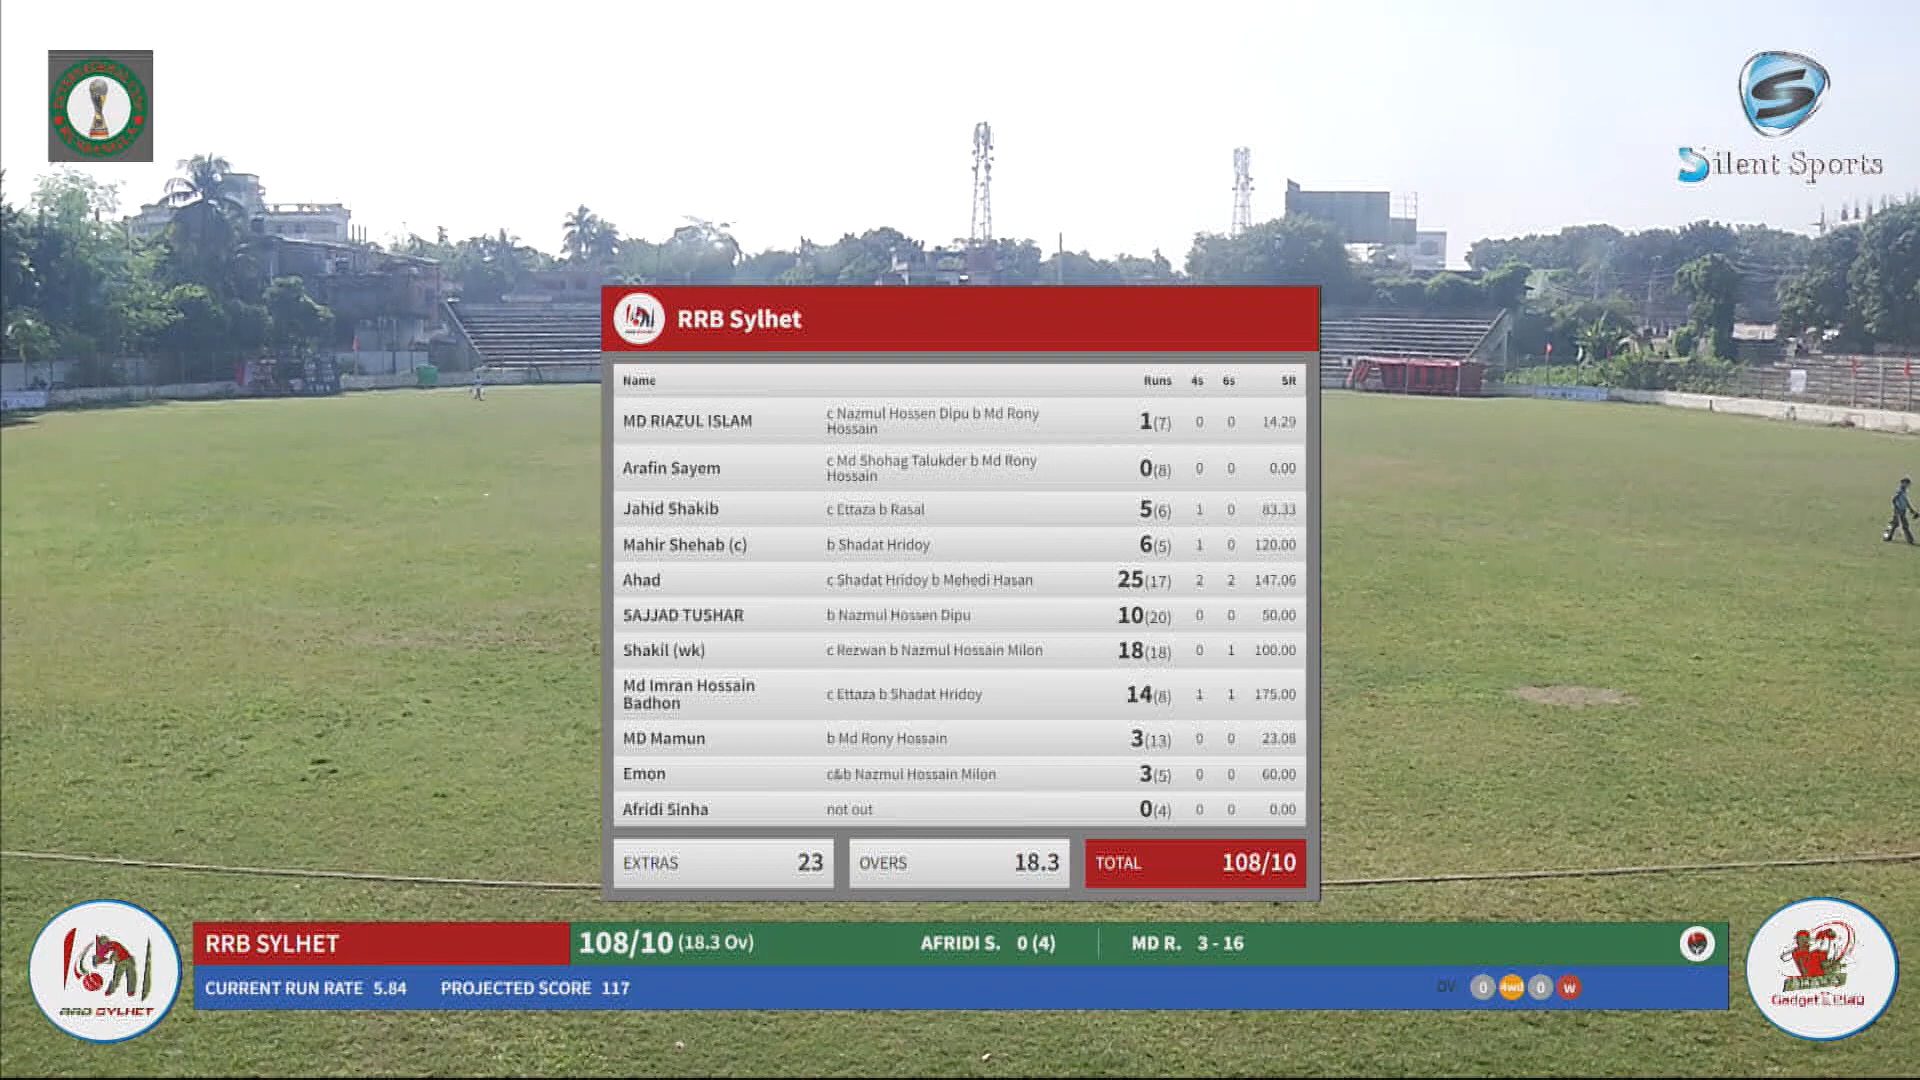 Silent Sports
RRB Sylhet
Name Runs 4s 6s SR
MD RIAZUL ISLAM c Nazmul Hossen Dipu b Md Rony Hossain 1(7) 0 0 14.29
Arafin Sayem c Md Shohag Talukder b Md Rony Hossain 0(8) 0 0 0.00
Jahid Shakib c Ettaza b Rasal 5(6) 1 0 83.33
Mahir Shehab (c) b Shadat Hridoy 6(5) 1 0 120.00
Ahad c Shadat Hridoy b Mehedi Hasan 25(17) 2 2 147.06
SAJJAD TUSHAR b Nazmul Hossen Dipu 10(20) 0 0 50.00
Shakil (wk) c Rezwan b Nazmul Hossain Milon 18(18) 0 1 100.00
Md Imran Hossain Badhon c Ettaza b Shadat Hridoy 14(8) 1 1 175.00
MD Mamun b Md Rony Hossain 3(13) 0 0 23.08
Emon c&b Nazmul Hossain Milon 3(5) 0 0 60.00
Afridi Sinha not out 0(4) 0 0 0.00
EXTRAS 23 OVERS 18.3 TOTAL 108/10
RRB SYLHET 108/10 (18.3 Ov) AFRIDI S. 0 (4) MD R. 3 - 16
CURRENT RUN RATE 5.84 PROJECTED SCORE 117 OV 0 4wd 0 W
RRB SYLHET